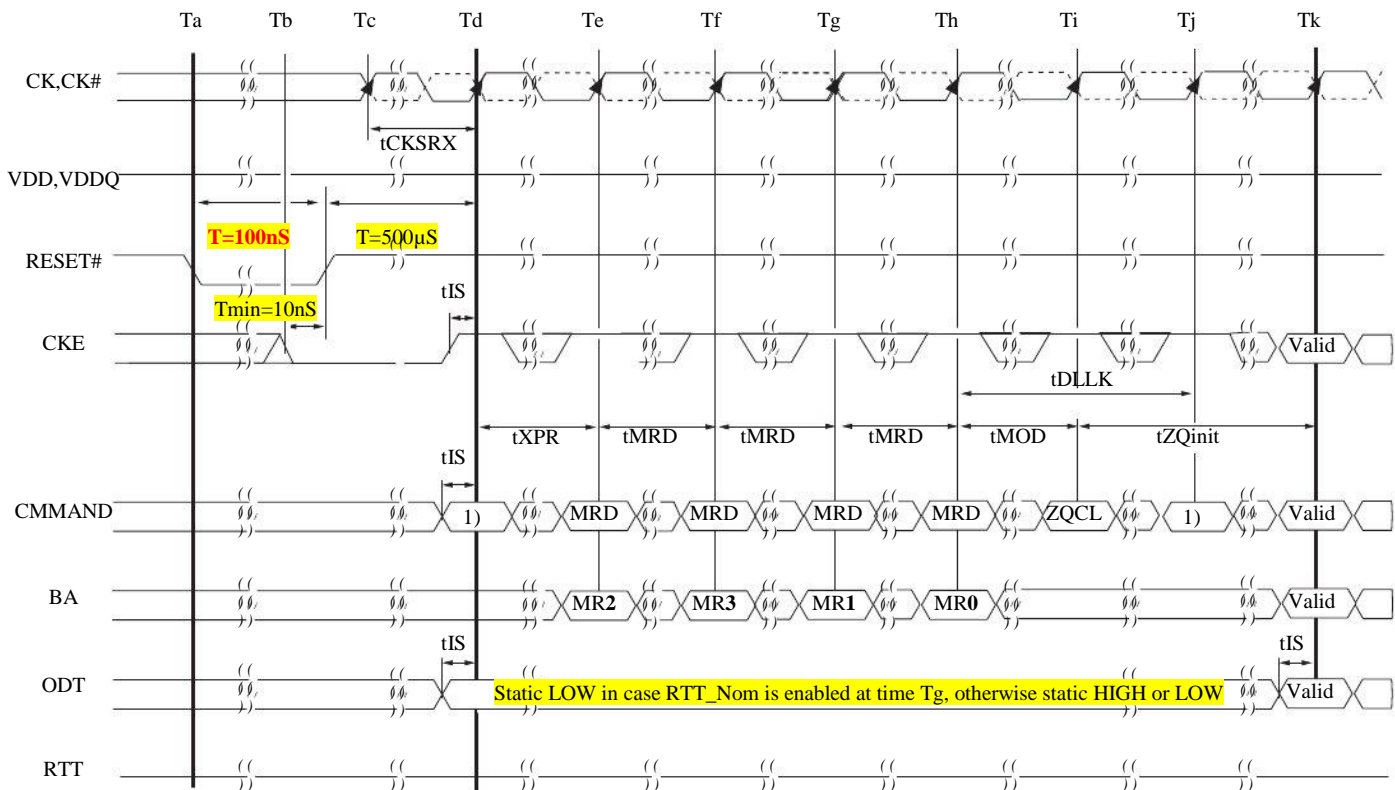 Ta Tb Tc Td Te Tf Tg Th Ti Tj Tk
CK,CK#
tCKSRX
VDD,VDDQ
T=100nS T=500µS
RESET#
Tmin=10nS tIS
CKE Valid
tDLLK
tXPR tMRD tMRD tMRD tMOD tZQinit
tIS
CMMAND 1) MRD MRD MRD MRD ZQCL 1) Valid
BA MR2 MR3 MR1 MR0 Valid
tIS tIS
ODT Static LOW in case RTT_Nom is enabled at time Tg, otherwise static HIGH or LOW Valid
RTT